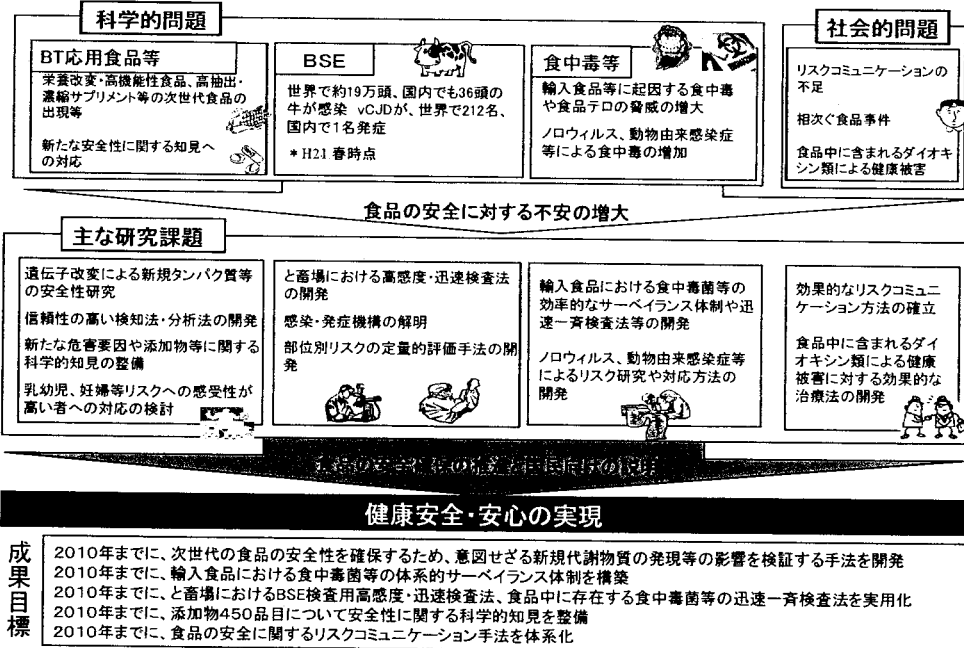 科学的問題
社会的問題
BT応用食品等
栄養改変・高機能性食品、高抽出・
濃縮サプリメント等の次世代食品の
出現等
新たな安全性に関する知見へ
の対応
BSE
世界で約19万頭、国内でも36頭の
牛が感染 vCJDが、世界で212名、
国内で1名発症
*H21.春時点
食中毒等
輸入食品等に起因する食中毒
や食品テロの脅威の増大
ノロウィルス、動物由来感染症
等による食中毒の増加
リスクコミュニケーションの
不足
相次ぐ食品事件
食品中に含まれるダイオキ
シン類による健康被害
食品の安全に対する不安の増大
主な研究課題
遺伝子改変による新規タンパク質等
の安全性研究
信頼性の高い検知法・分析法の開発
新たな危害要因や添加物等に関する
科学的知見の整備
乳幼児、妊婦等リスクへの感受性が
高い者への対応の検討
と畜場における高感度・迅速検査法
の開発
感染・発症機構の解明
部位別リスクの定量的評価手法の開
発
輸入食品における食中毒菌等の
効率的なサーベイランス体制や迅
速一斉検査法等の開発
ノロウィルス、動物由来感染症等
によるリスク研究や対応方法の
開発
効果的なリスクコミュニ
ケーション方法の確立
食品中に含まれるダイ
オキシン類による健康
被害に対する効果的な
治療法の開発
食品の安全確保の推進と国民向けの説明
健康安全・安心の実現
成果目標
2010年までに、次世代の食品の安全性を確保するため、意図せざる新規代謝物質の発現等の影響を検証する手法を開発
2010年までに、輸入食品における食中毒菌等の体系的サーベイランス体制を構築
2010年までに、と畜場におけるBSE検査用高感度・迅速検査法、食品中に存在する食中毒菌等の迅速一斉検査法を実用化
2010年までに、添加物450品目について安全性に関する科学的知見を整備
2010年までに、食品の安全に関するリスクコミュニケーション手法を体系化